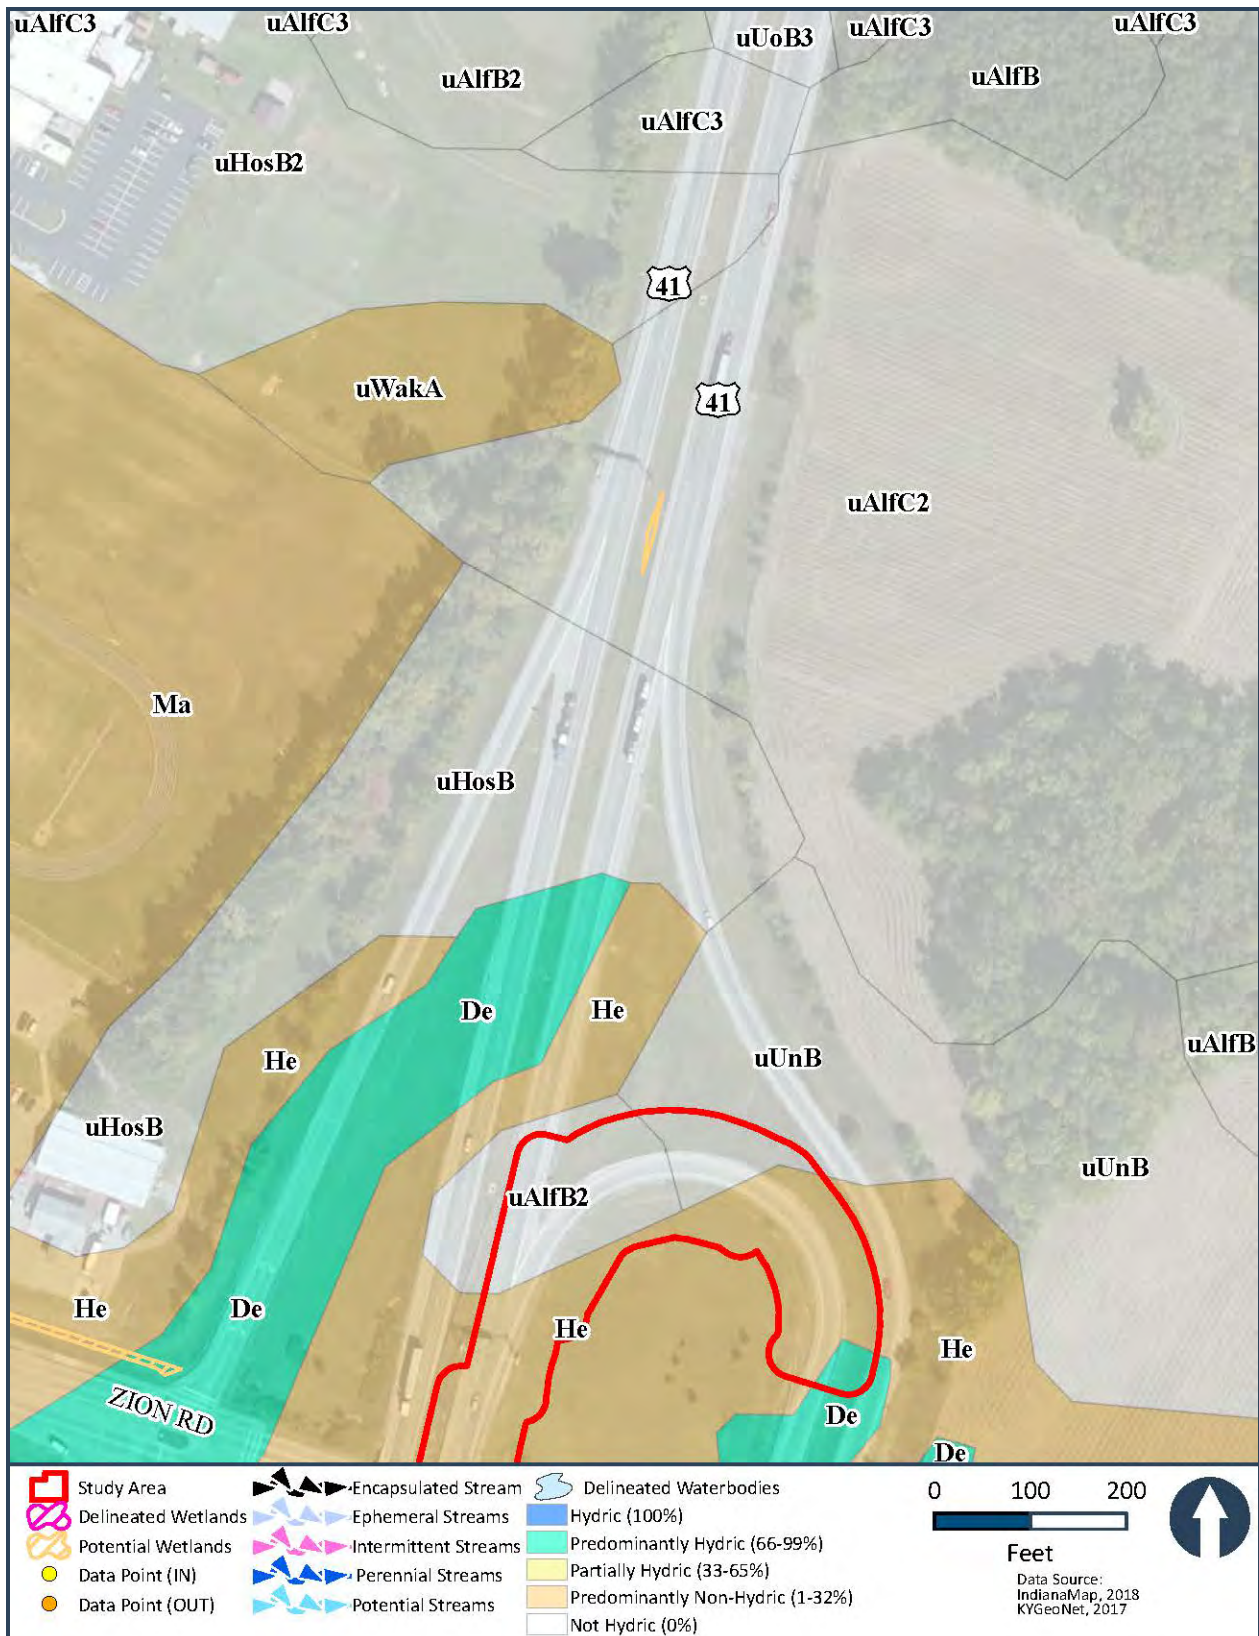 uAlfC3 uAlfC3 uUoB3 uAlfC3 uAlfC3
uAlfB2 uAlfB
uAlfC3
uHosB2
41
uWakA 41
uAlfC2
Ma
uHosB
De He
He uUnB uAlfB
uHosB uUnB
uAlfB2
He De He He
ZION RD De
De
Study Area
Delineated Wetlands
Potential Wetlands
Data Point (IN)
Data Point (OUT)
Encapsulated Stream
Ephemeral Streams
Intermittent Streams
Perennial Streams
Potential Streams
Delineated Waterbodies
Hydric (100%)
Predominantly Hydric (66-99%)
Partially Hydric (33-65%)
Predominantly Non-Hydric (1-32%)
Not Hydric (0%)
0 100 200
Feet
Data Source:
IndianaMap, 2018
KYGeoNet, 2017